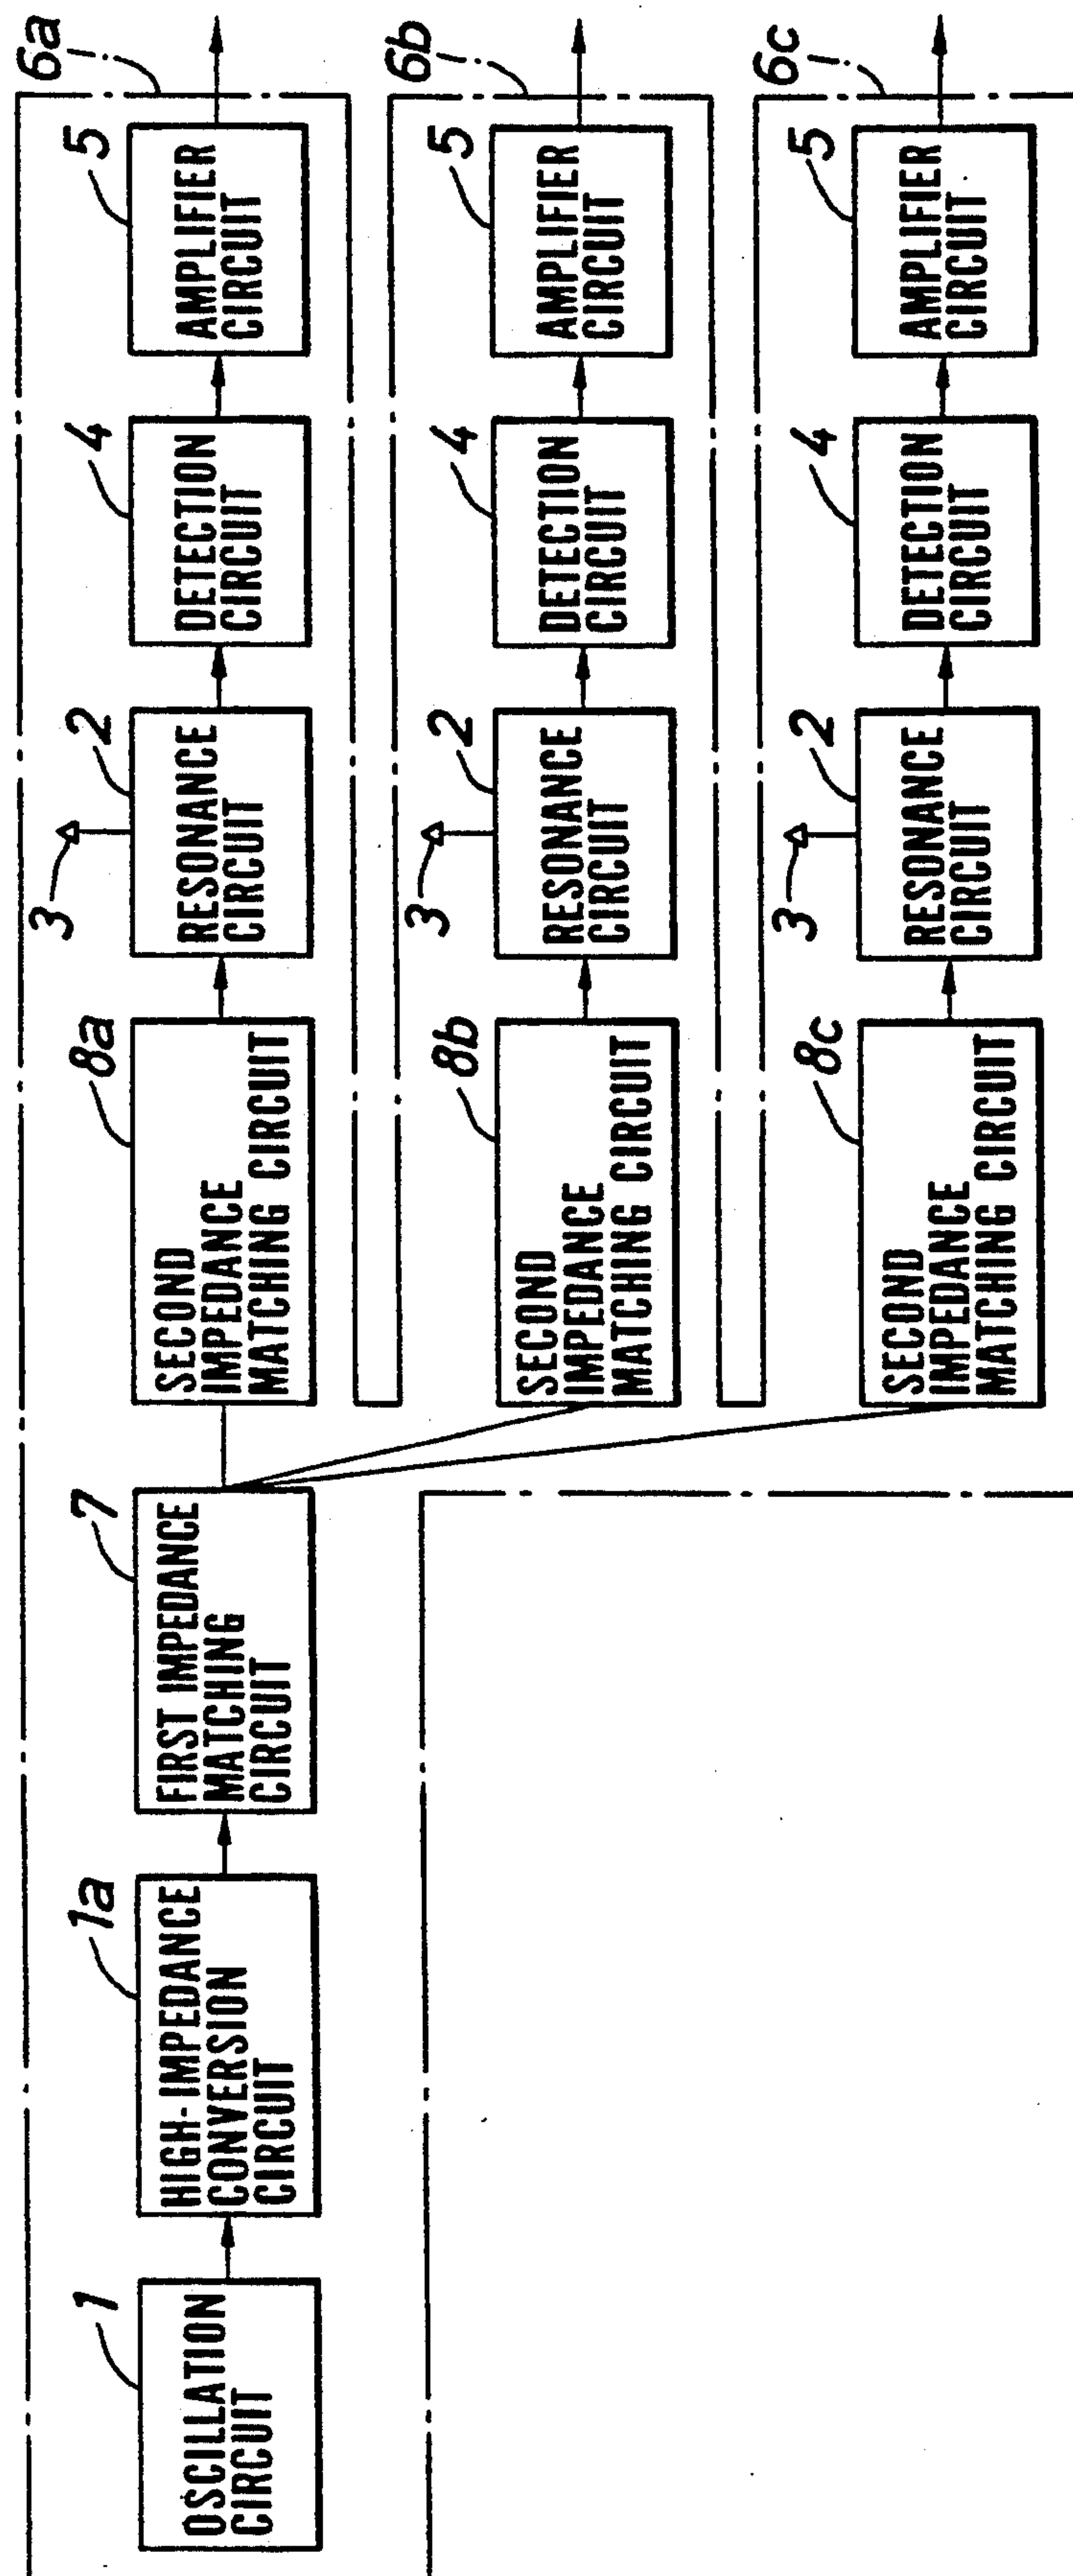 OSCILLATION
CIRCUIT
1
HIGH-IMPEDANCE
CONVERSION
CIRCUIT
1a
FIRST IMPEDANCE
MATCHING
CIRCUIT
7
SECOND
IMPEDANCE
MATCHING CIRCUIT
8a
RESONANCE
CIRCUIT
2
3
DETECTION
CIRCUIT
4
AMPLIFIER
CIRCUIT
5
6a
SECOND
IMPEDANCE
MATCHING CIRCUIT
8b
RESONANCE
CIRCUIT
2
3
DETECTION
CIRCUIT
4
AMPLIFIER
CIRCUIT
5
6b
SECOND
IMPEDANCE
MATCHING CIRCUIT
8c
RESONANCE
CIRCUIT
2
3
DETECTION
CIRCUIT
4
AMPLIFIER
CIRCUIT
5
6c